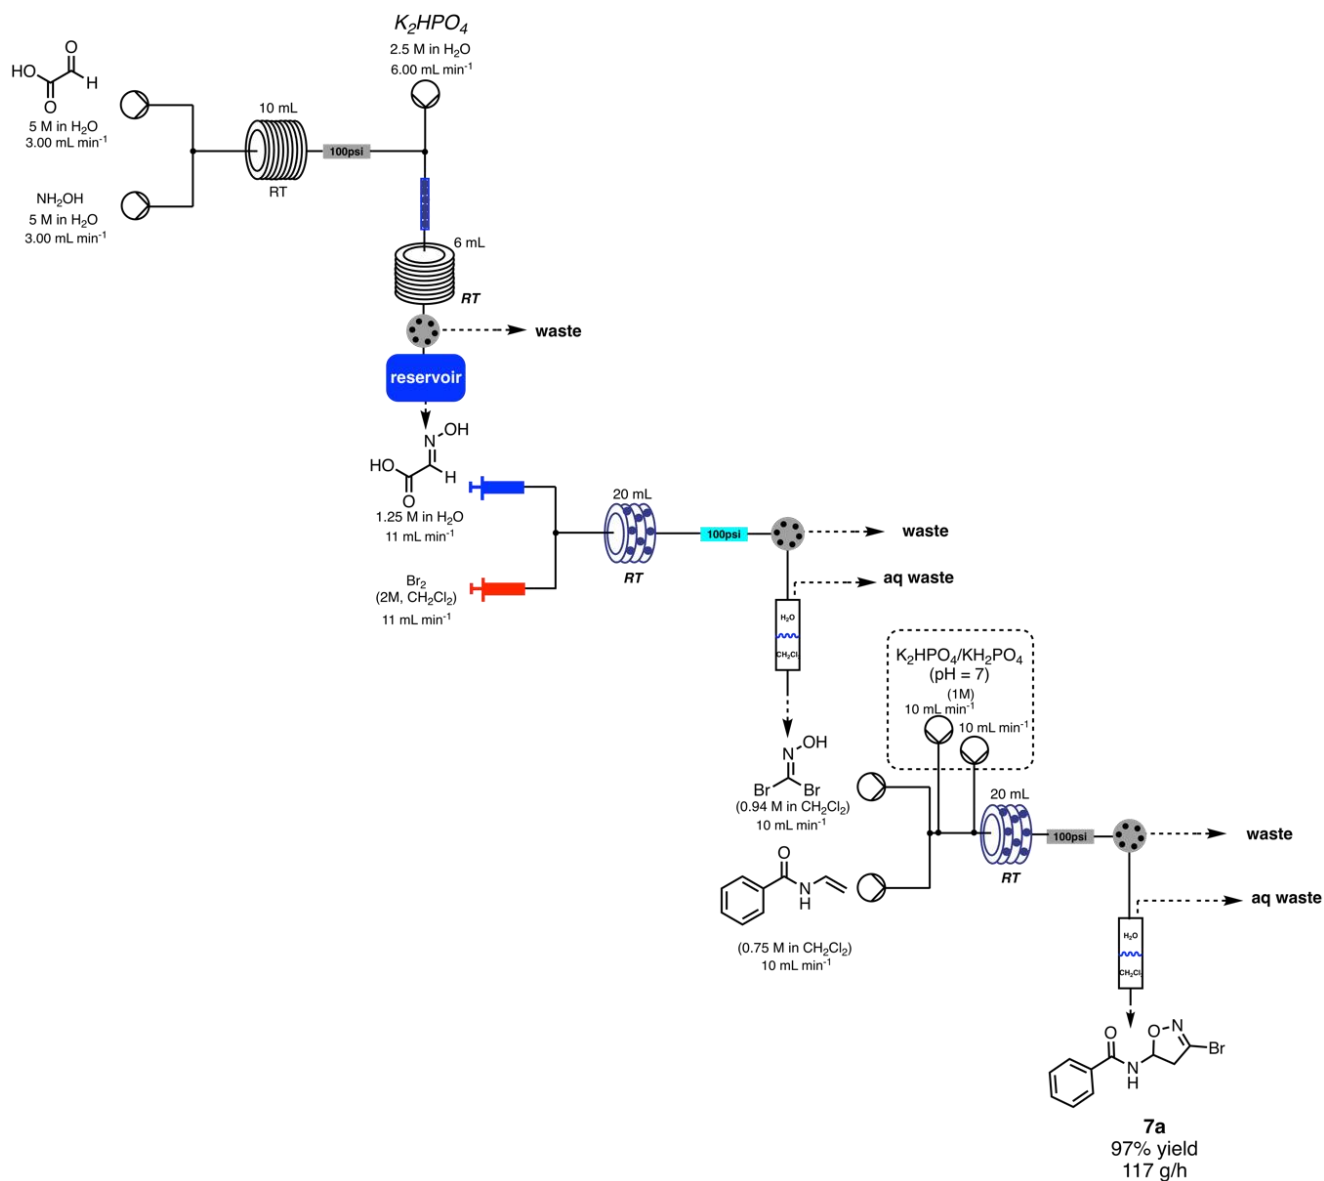 K2HPO4
2.5 M in H2O
6.00 mL min-1
O
HO
H
O
5 M in H2O
3.00 mL min-1
10 mL
100psi
RT
NH2OH
5 M in H2O
3.00 mL min-1
6 mL
RT
waste
reservoir
OH
N
HO
H
O
1.25 M in H2O
11 mL min-1
20 mL
100psi
RT
waste
Br2
(2M, CH2Cl2)
11 mL min-1
aq waste
H2O
CH2Cl
K2HPO4/KH2PO4
(pH = 7)
(1M)
10 mL min-1
10 mL min-1
OH
N
Br
Br
(0.94 M in CH2Cl2)
10 mL min-1
20 mL
100psi
RT
waste
O
N
H
(0.75 M in CH2Cl2)
10 mL min-1
aq waste
H2O
CH2Cl
O
O
N
Br
N
H
7a
97% yield
117 g/h